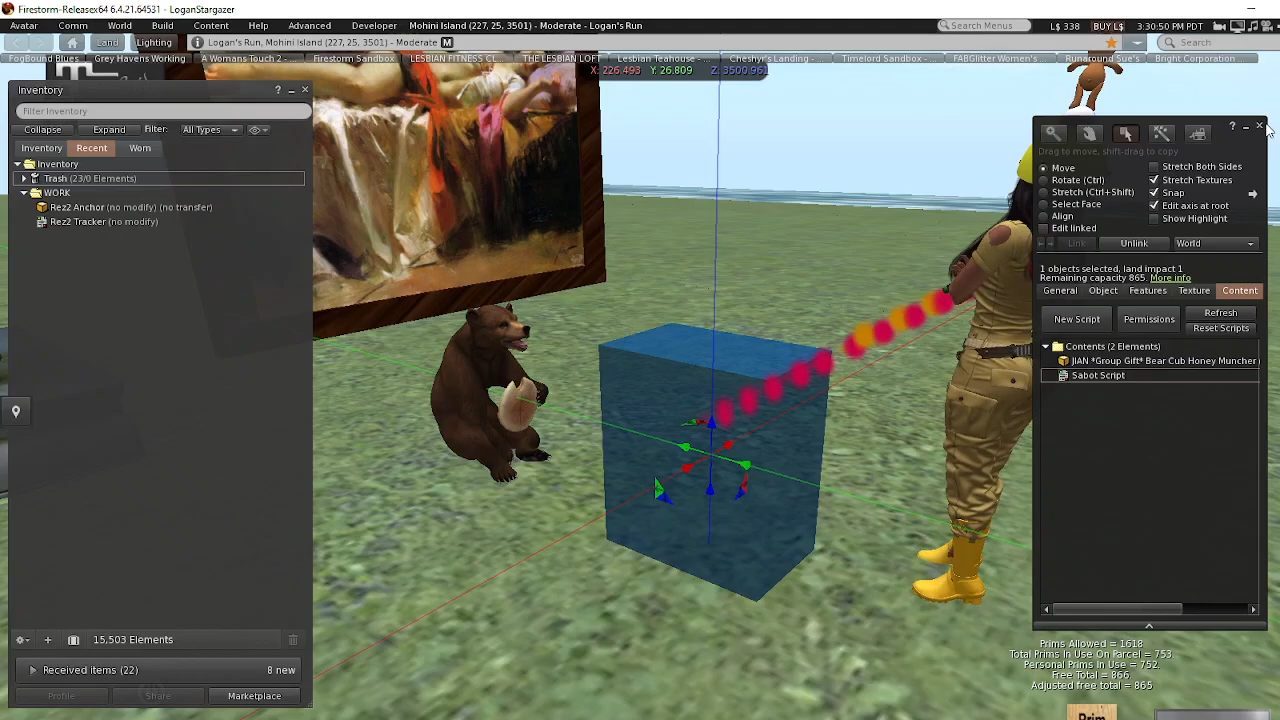 Firestorm-Releasex64 6.4.21.64531 - LoganStargazer
Avatar Comm World Build Content Help Advanced Developer Mohini Island (227, 25, 3501) - Moderate - Logan's Run Search Menus L$ 338 BUY L$ 3:30:50 PM PDT
Land Lighting Logan's Run, Mohini Island (227, 25, 3501) - Moderate M Search
FogBound Blues Grey Havens Working A Womans Touch 2 -... Firestorm Sandbox LESBIAN FITNESS CL... THE LESBIAN LOFT Lesbian Teahouse -... Cheshyr's Landing -... Timelord Sandbox -... FABGlitter Women's... Runaround Sue's Bright Corporation ...
X: 226.493 Y: 26.809 Z: 3500.961
Inventory ?
Filter Inventory
Collapse Expand Filter: All Types
Inventory Recent Worn
Inventory
Trash (23/0 Elements)
WORK
Rez2 Anchor (no modify) (no transfer)
Rez2 Tracker (no modify)
15,503 Elements
Received items (22) 8 new
Profile Share Marketplace
?
Drag to move, shift-drag to copy
Move
Rotate (Ctrl)
Stretch (Ctrl+Shift)
Select Face
Align
Edit linked
Stretch Both Sides
Stretch Textures
Snap
Edit axis at root
Show Highlight
Link Unlink World
1 objects selected, land impact 1
Remaining capacity 865. More info
General Object Features Texture Content
New Script Permissions Refresh
Reset Scripts
Contents (2 Elements)
JIAN *Group Gift* Bear Cub Honey Muncher
Sabot Script
Prims Allowed = 1618
Total Prims In Use On Parcel = 753.
Personal Prims In Use = 752.
Free Total = 866.
Adjusted free total = 865
Prim